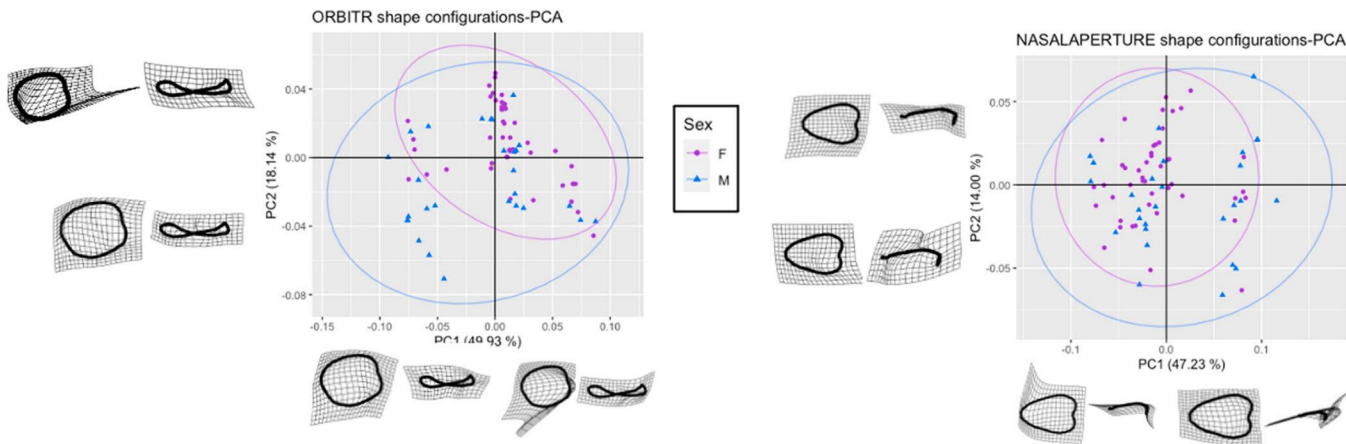 ORBITR shape configurations-PCA
0.04
0.00
-0.04
-0.08
PC2 (18.14 %)
-0.15
-0.10
-0.05
0.00
0.05
0.10
PC1 (49.93 %)
Sex
F
M
NASALAPERTURE shape configurations-PCA
0.05
0.00
-0.05
PC2 (14.00 %)
-0.1
0.0
0.1
PC1 (47.23 %)